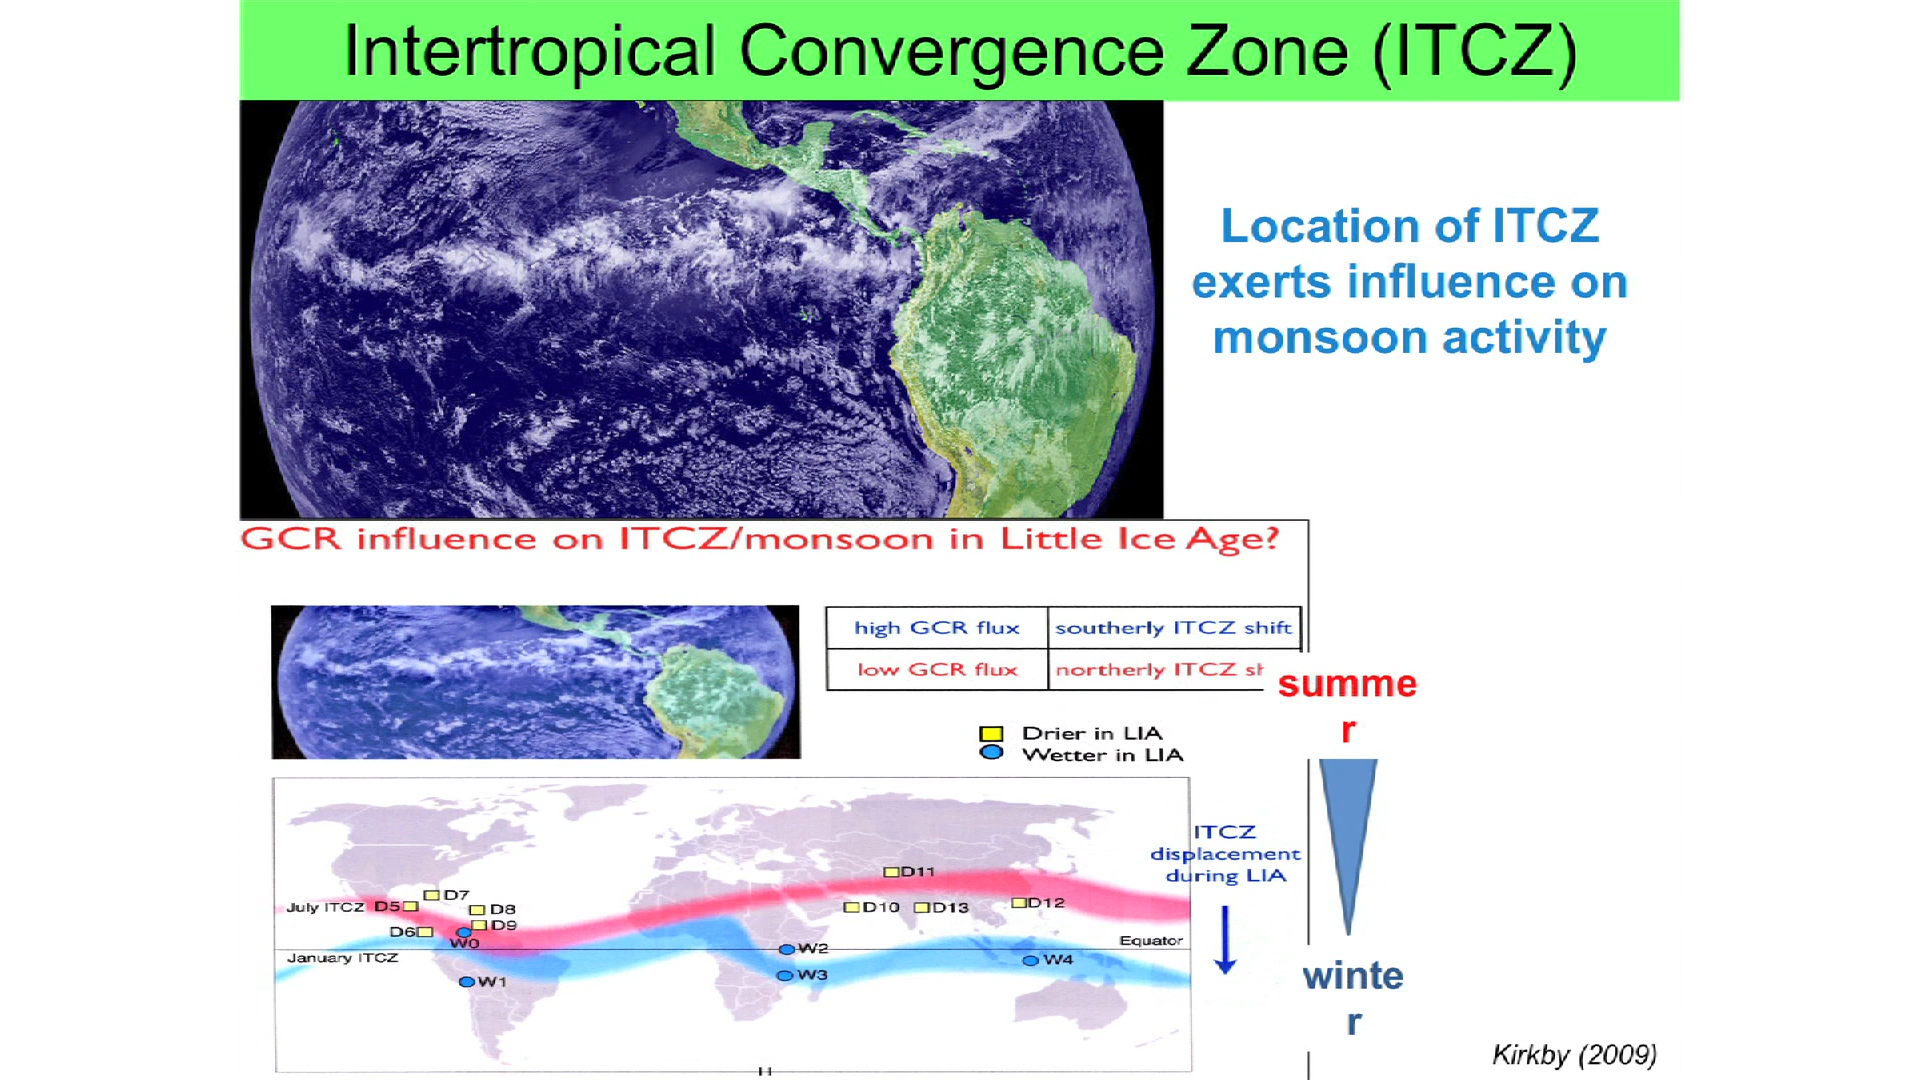 Intertropical Convergence Zone (ITCZ)
Location of ITCZ
exerts influence on
monsoon activity
GCR influence on ITCZ/monsoon in Little Ice Age?
high GCR flux southerly ITCZ shift
low GCR flux northerly ITCZ
summe
r
Drier in LIA
Wetter in LIA
ITCZ
displacement
during LIA
D11
D7
July ITCZ D5
D8
D10
D13
D12
D9
D6
W0
Equator
W2
January ITCZ
W4
W3
W1
winte
r
Kirkby (2009)